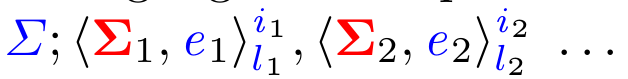 Σ; ⟨Σ₁, e₁⟩^{i₁}_{l₁}, ⟨Σ₂, e₂⟩^{i₂}_{l₂} …